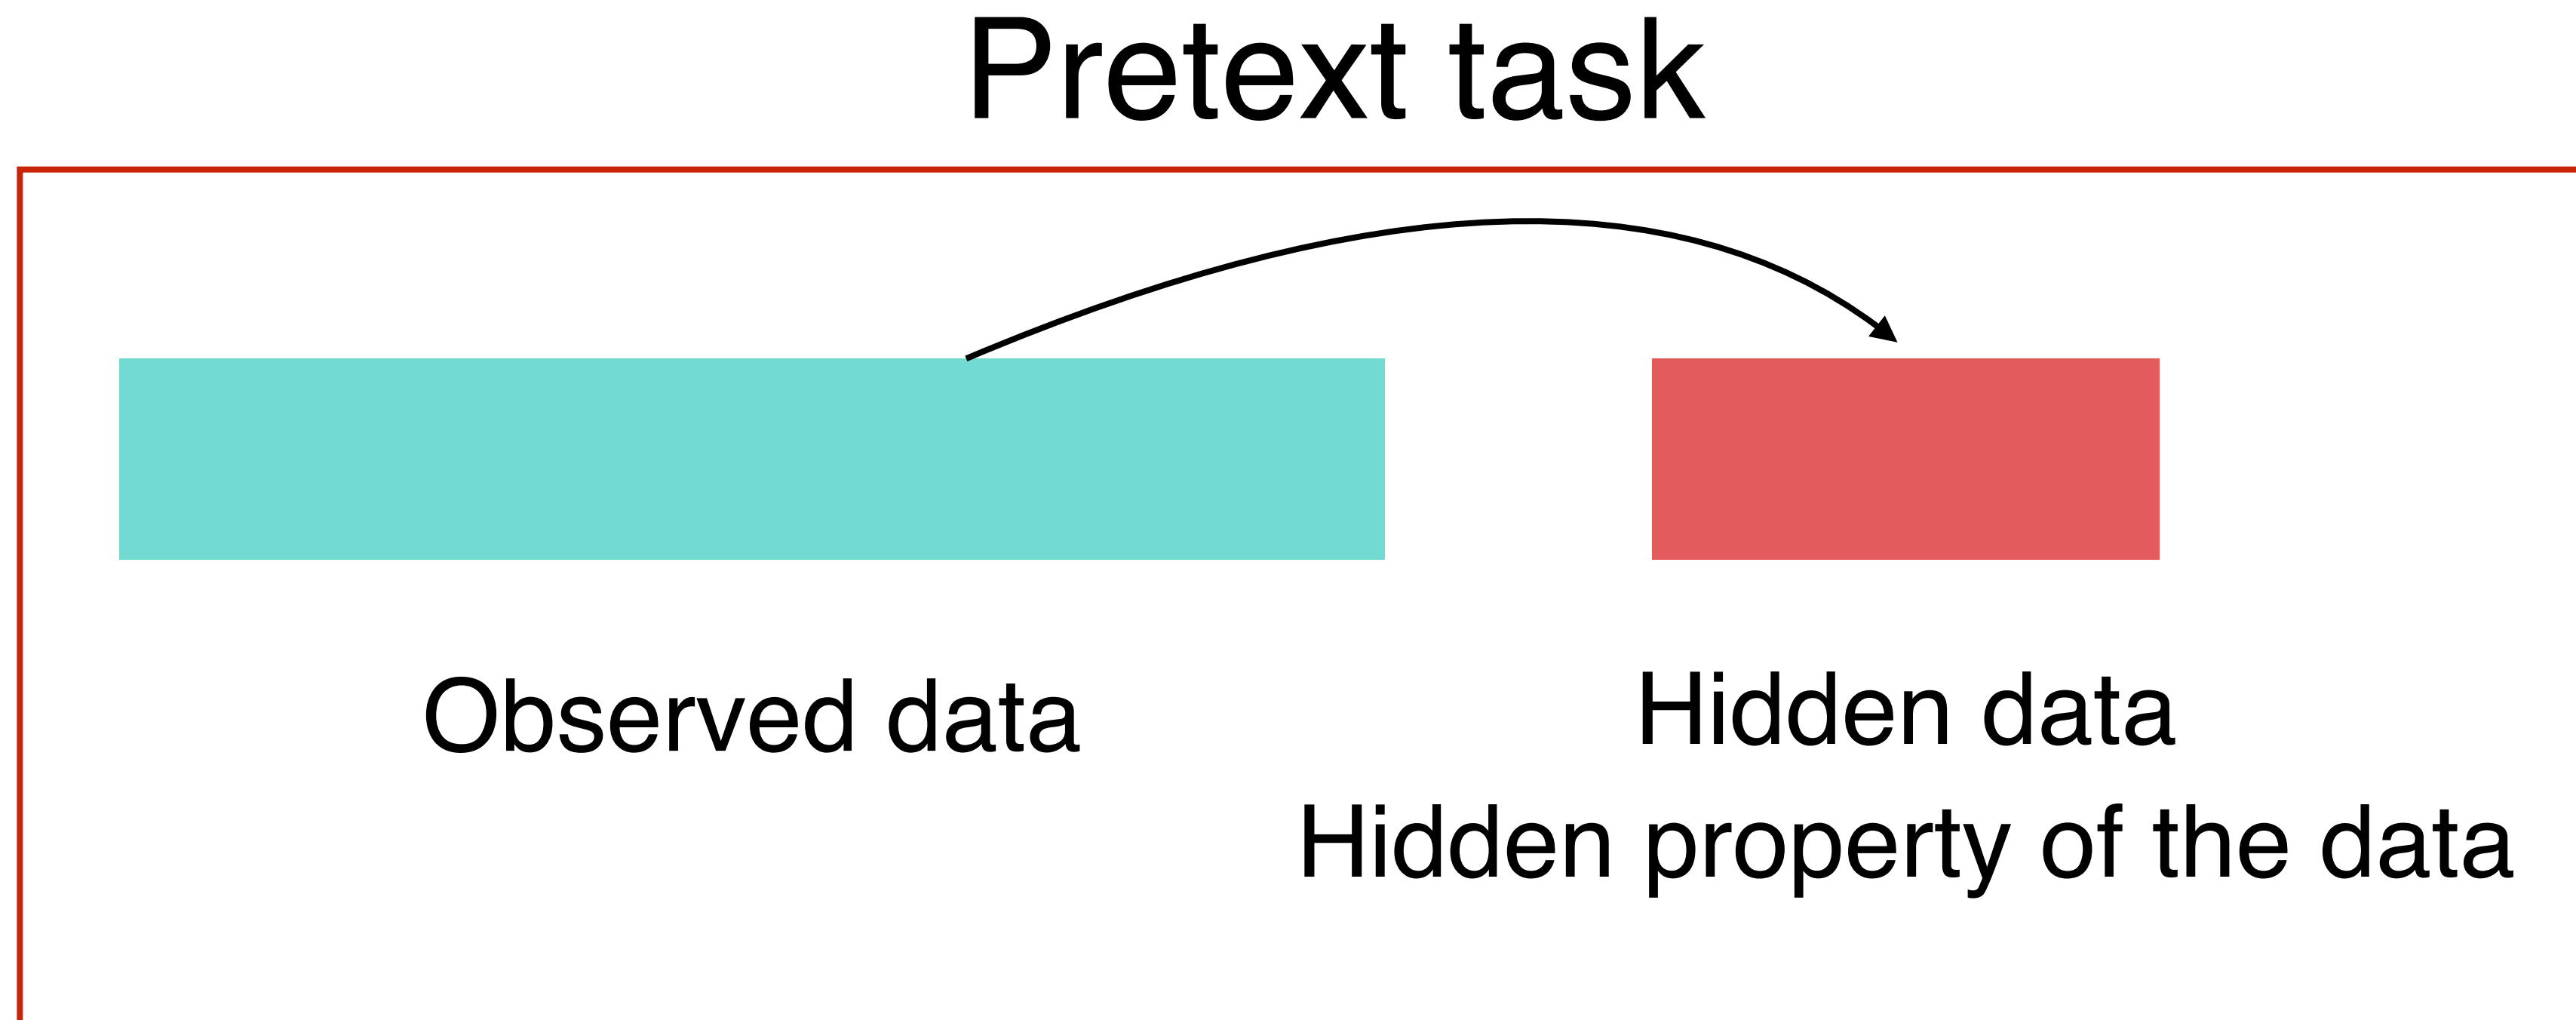 Pretext task
Observed data
Hidden data
Hidden property of the data